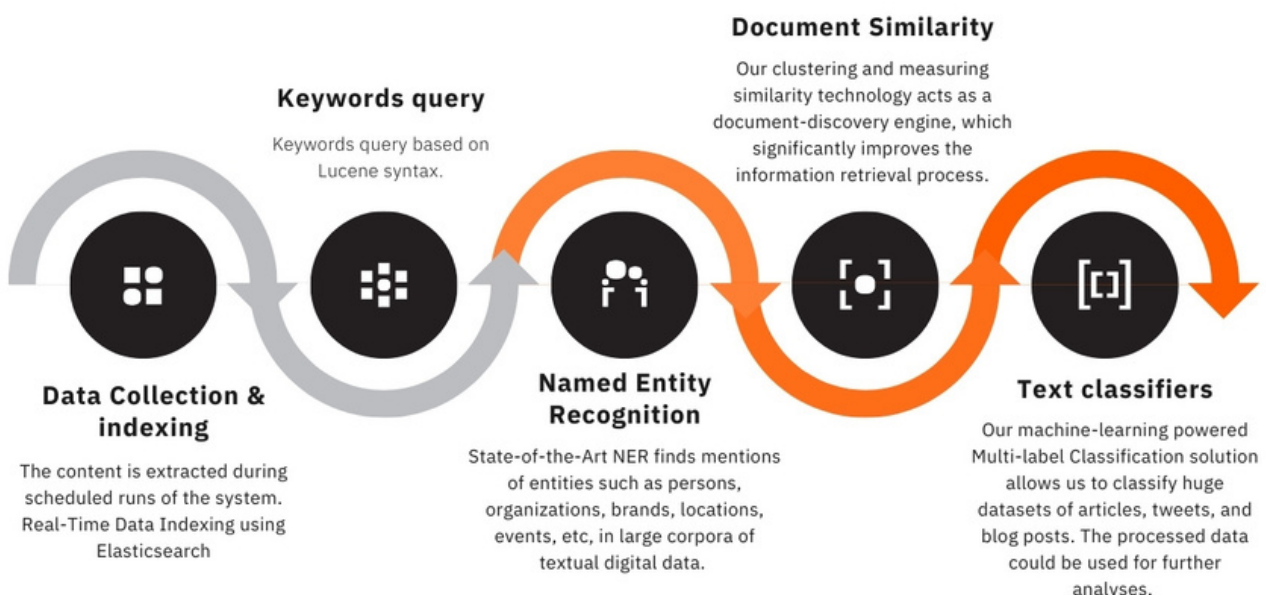 Data Collection &
indexing
The content is extracted during
scheduled runs of the system.
Real-Time Data Indexing using
Elasticsearch
Keywords query
Keywords query based on
Lucene syntax.
Named Entity
Recognition
State-of-the-Art NER finds mentions
of entities such as persons,
organizations, brands, locations,
events, etc, in large corpora of
textual digital data.
Document Similarity
Our clustering and measuring
similarity technology acts as a
document-discovery engine, which
significantly improves the
information retrieval process.
Text classifiers
Our machine-learning powered
Multi-label Classification solution
allows us to classify huge
datasets of articles, tweets, and
blog posts. The processed data
could be used for further
analyses.